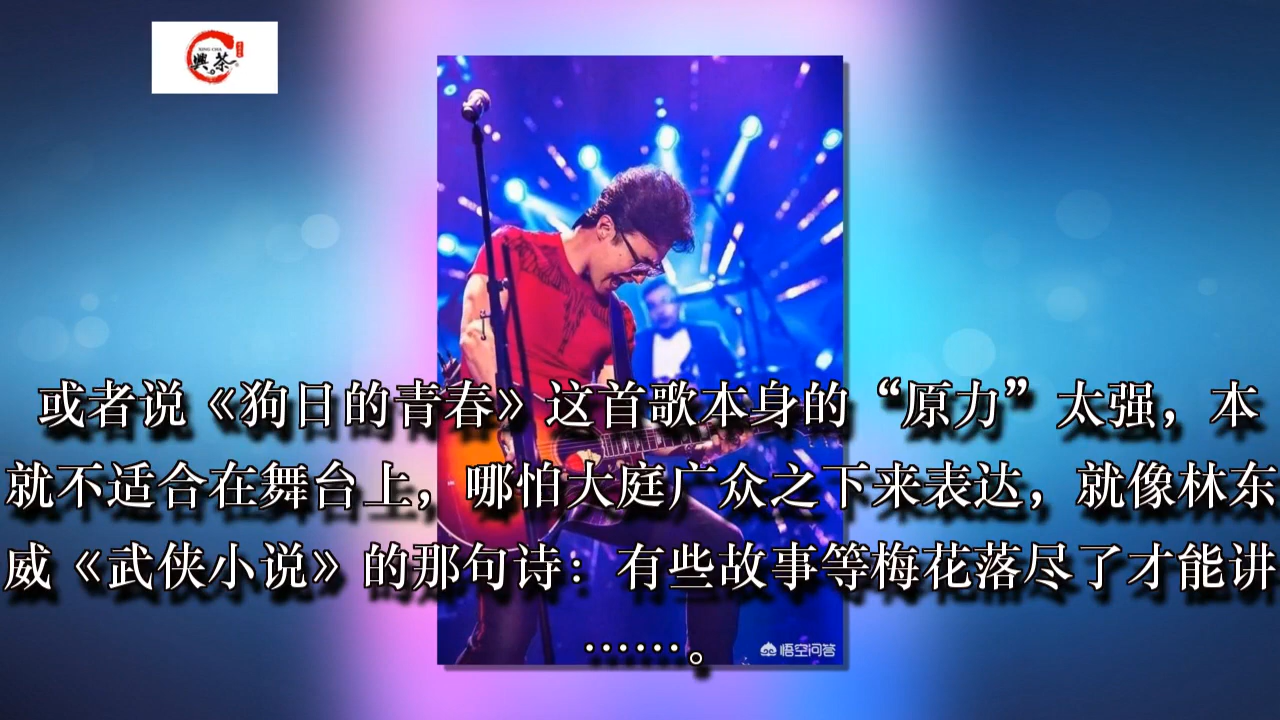 XING CHA
興茶
或者说《狗日的青春》这首歌本身的“原力”太强，本
就不适合在舞台上，哪怕大庭广众之下来表达，就像林东
威《武侠小说》的那句诗：有些故事等梅花落尽了才能讲
……。
悟空问答